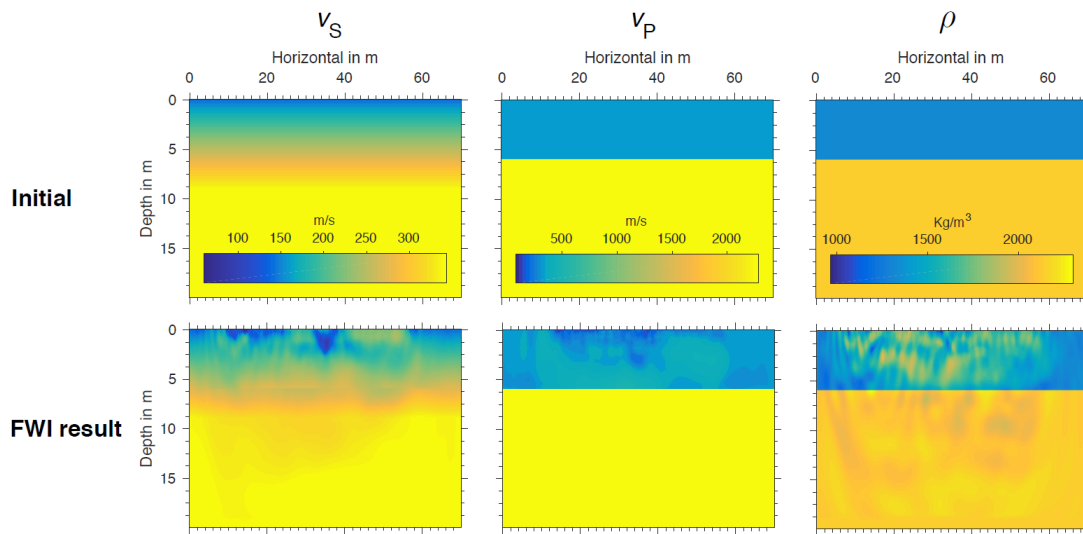 vS vP ρ
Horizontal in m Horizontal in m Horizontal in m
0 20 40 60 0 20 40 60 0 20 40 60
0
5
Initial
Depth in m
10
m/s m/s Kg/m³
100 150 200 250 300 500 1000 1500 2000 1000 1500 2000
15
0
5
FWI result
Depth in m
10
15